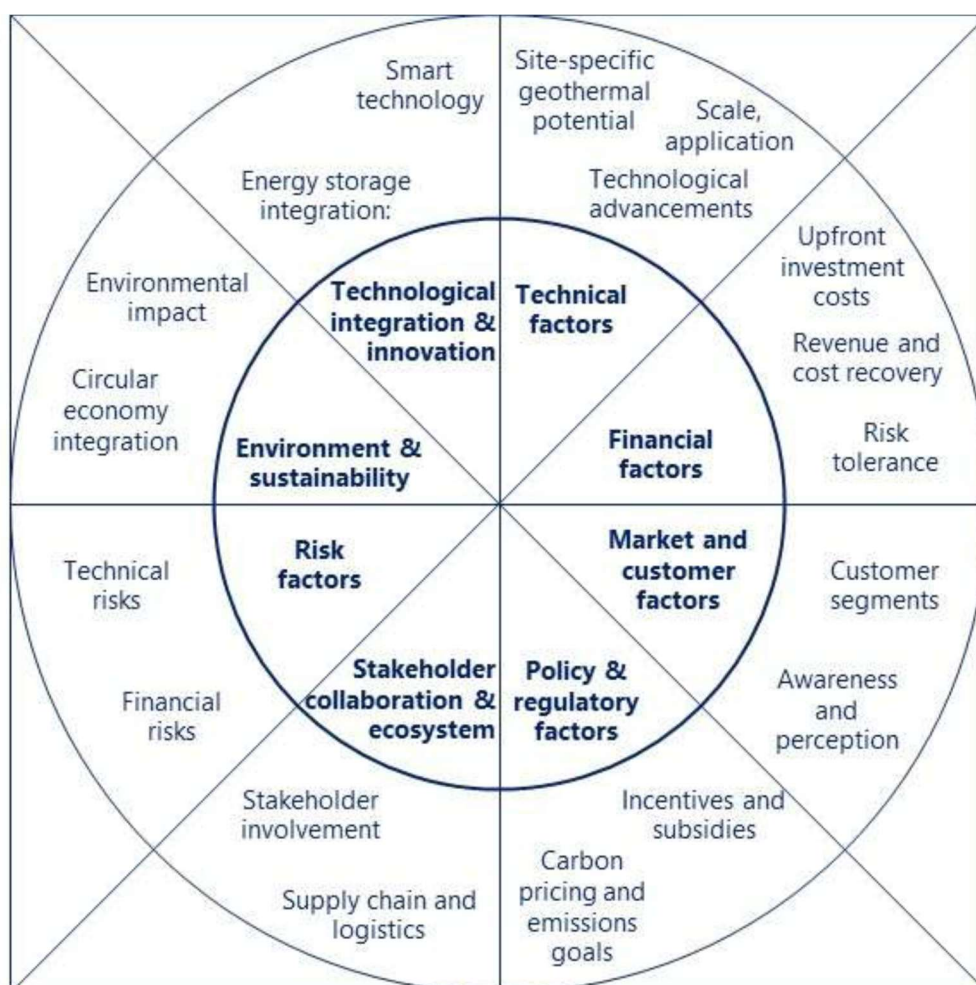 Smart
technology
Energy storage
integration:
Site-specific
geothermal
potential
Scale,
application
Technological
advancements
Upfront
investment
costs
Revenue and
cost recovery
Risk
tolerance
Environmental
impact
Circular
economy
integration
Technological
integration &
innovation
Technical
factors
Environment &
sustainability
Financial
factors
Risk
factors
Market and
customer
factors
Stakeholder
collaboration &
ecosystem
Policy &
regulatory
factors
Technical
risks
Financial
risks
Customer
segments
Awareness
and
perception
Stakeholder
involvement
Supply chain and
logistics
Incentives and
subsidies
Carbon
pricing and
emissions
goals